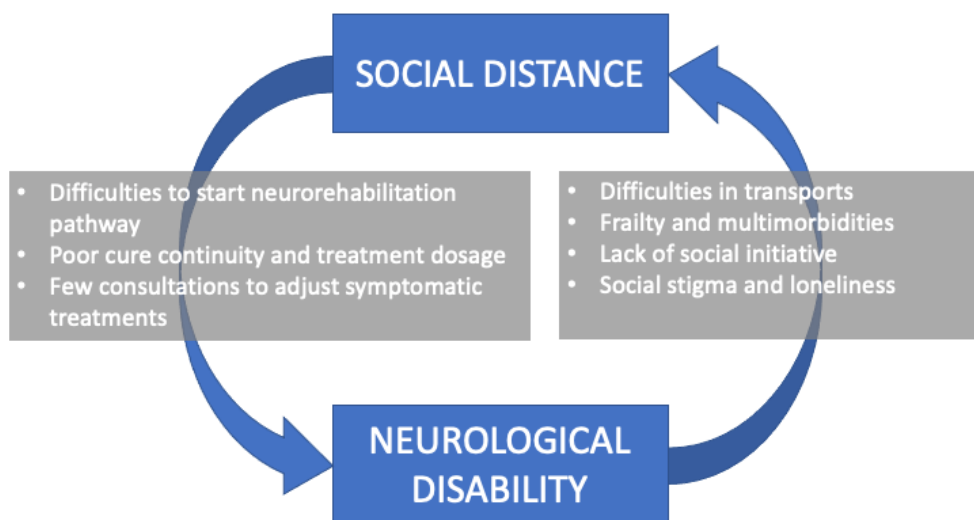 SOCIAL DISTANCE
• Difficulties to start neurorehabilitation
pathway
• Poor cure continuity and treatment dosage
• Few consultations to adjust symptomatic
treatments
• Difficulties in transports
• Frailty and multimorbidities
• Lack of social initiative
• Social stigma and loneliness
NEUROLOGICAL
DISABILITY